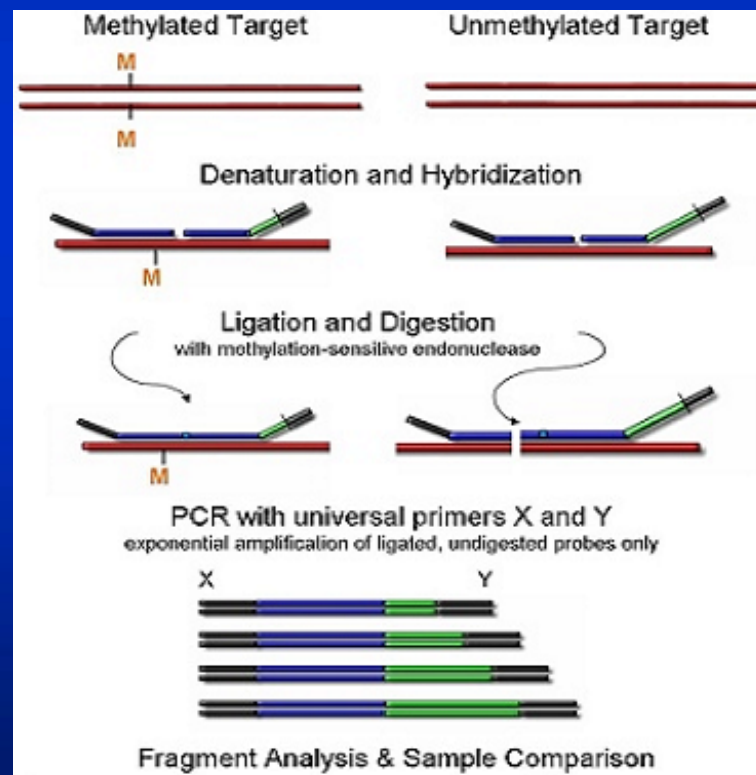 Methylated Target Unmethylated Target
M
M
Denaturation and Hybridization
M
Ligation and Digestion
with methylation-sensitive endonuclease
M
PCR with universal primers X and Y
exponential amplification of ligated, undigested probes only
X Y
Fragment Analysis & Sample Comparison